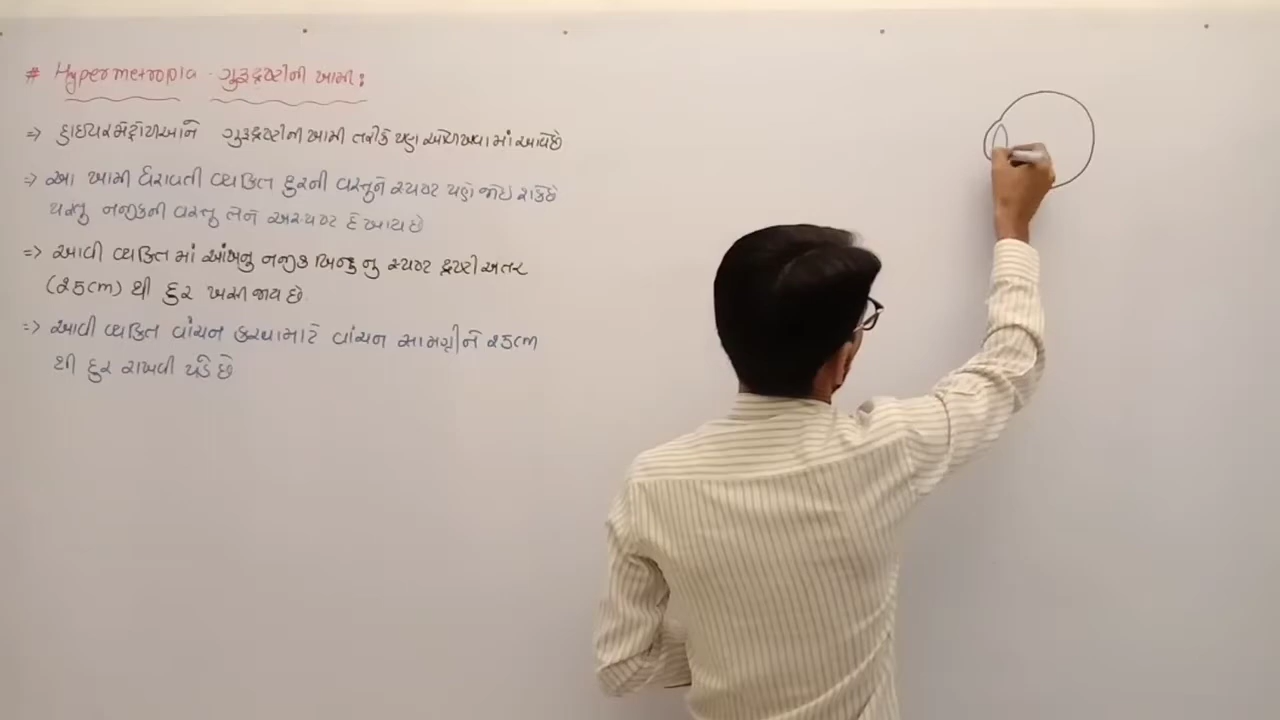 # Hypermetropia - ગુરૂદ્રષ્ટીની ખામી :
=> હાઇપરમેટ્રોપીઆને ગુરૂદ્રષ્ટીની ખામી તરીકે પણ ઓળખવામાં આવેછે
=> આ ખામી ધરાવતી વ્યકિત દુરની વસ્તુને સ્પષ્ટ પણે જોઇ શકેછે
પરંતુ નજીકની વસ્તુ તેને અસ્પષ્ટ દેખાય છે
=> આવી વ્યકિતમાં આંખનુ નજીક બિન્દુ નુ સ્પષ્ટ દ્રષ્ટી અંતર
(25cm) થી દુર ખસી જાય છે.
=> આવી વ્યકિત વાંચન કરવામાટે વાંચન સામગ્રીને 25cm
થી દુર રાખવી પડે છે